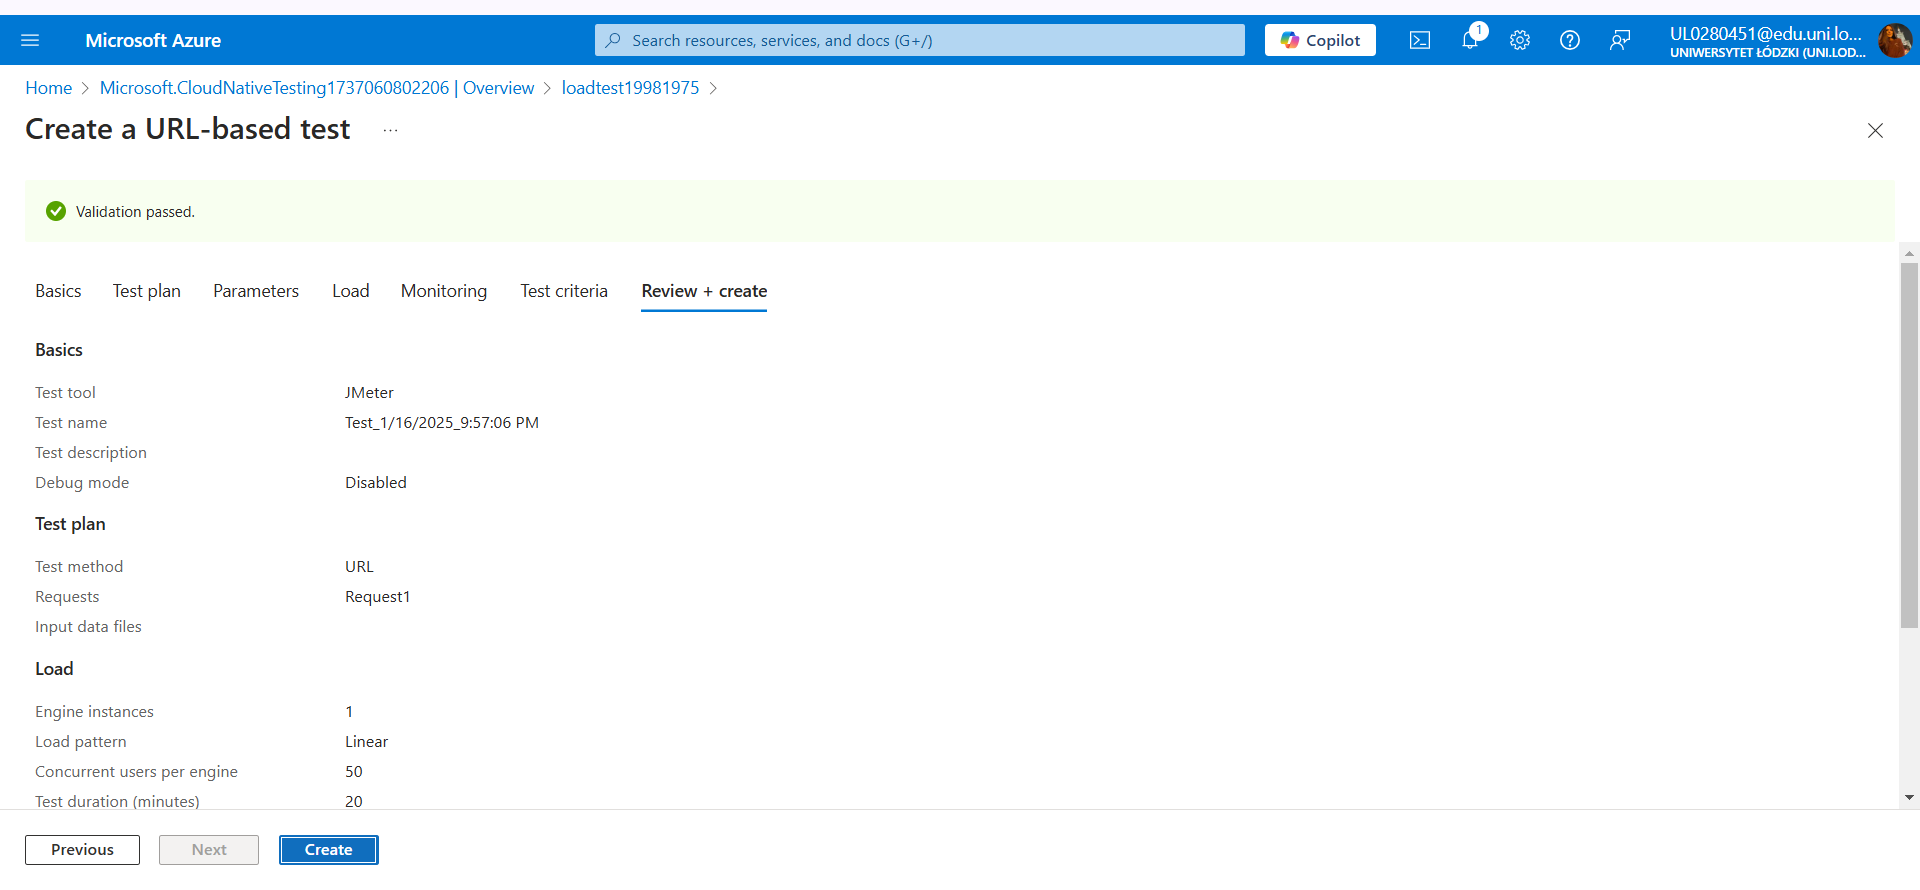 Microsoft Azure
Search resources, services, and docs (G+/)
Copilot
1
UL0280451@edu.uni.lo...
UNIWERSYTET ŁÓDZKI (UNI.LOD...
Home > Microsoft.CloudNativeTesting1737060802206 | Overview > loadtest19981975 >
Create a URL-based test ...
Validation passed.
Basics Test plan Parameters Load Monitoring Test criteria Review + create
Basics
Test tool JMeter
Test name Test_1/16/2025_9:57:06 PM
Test description
Debug mode Disabled
Test plan
Test method URL
Requests Request1
Input data files
Load
Engine instances 1
Load pattern Linear
Concurrent users per engine 50
Test duration (minutes) 20
Previous Next Create